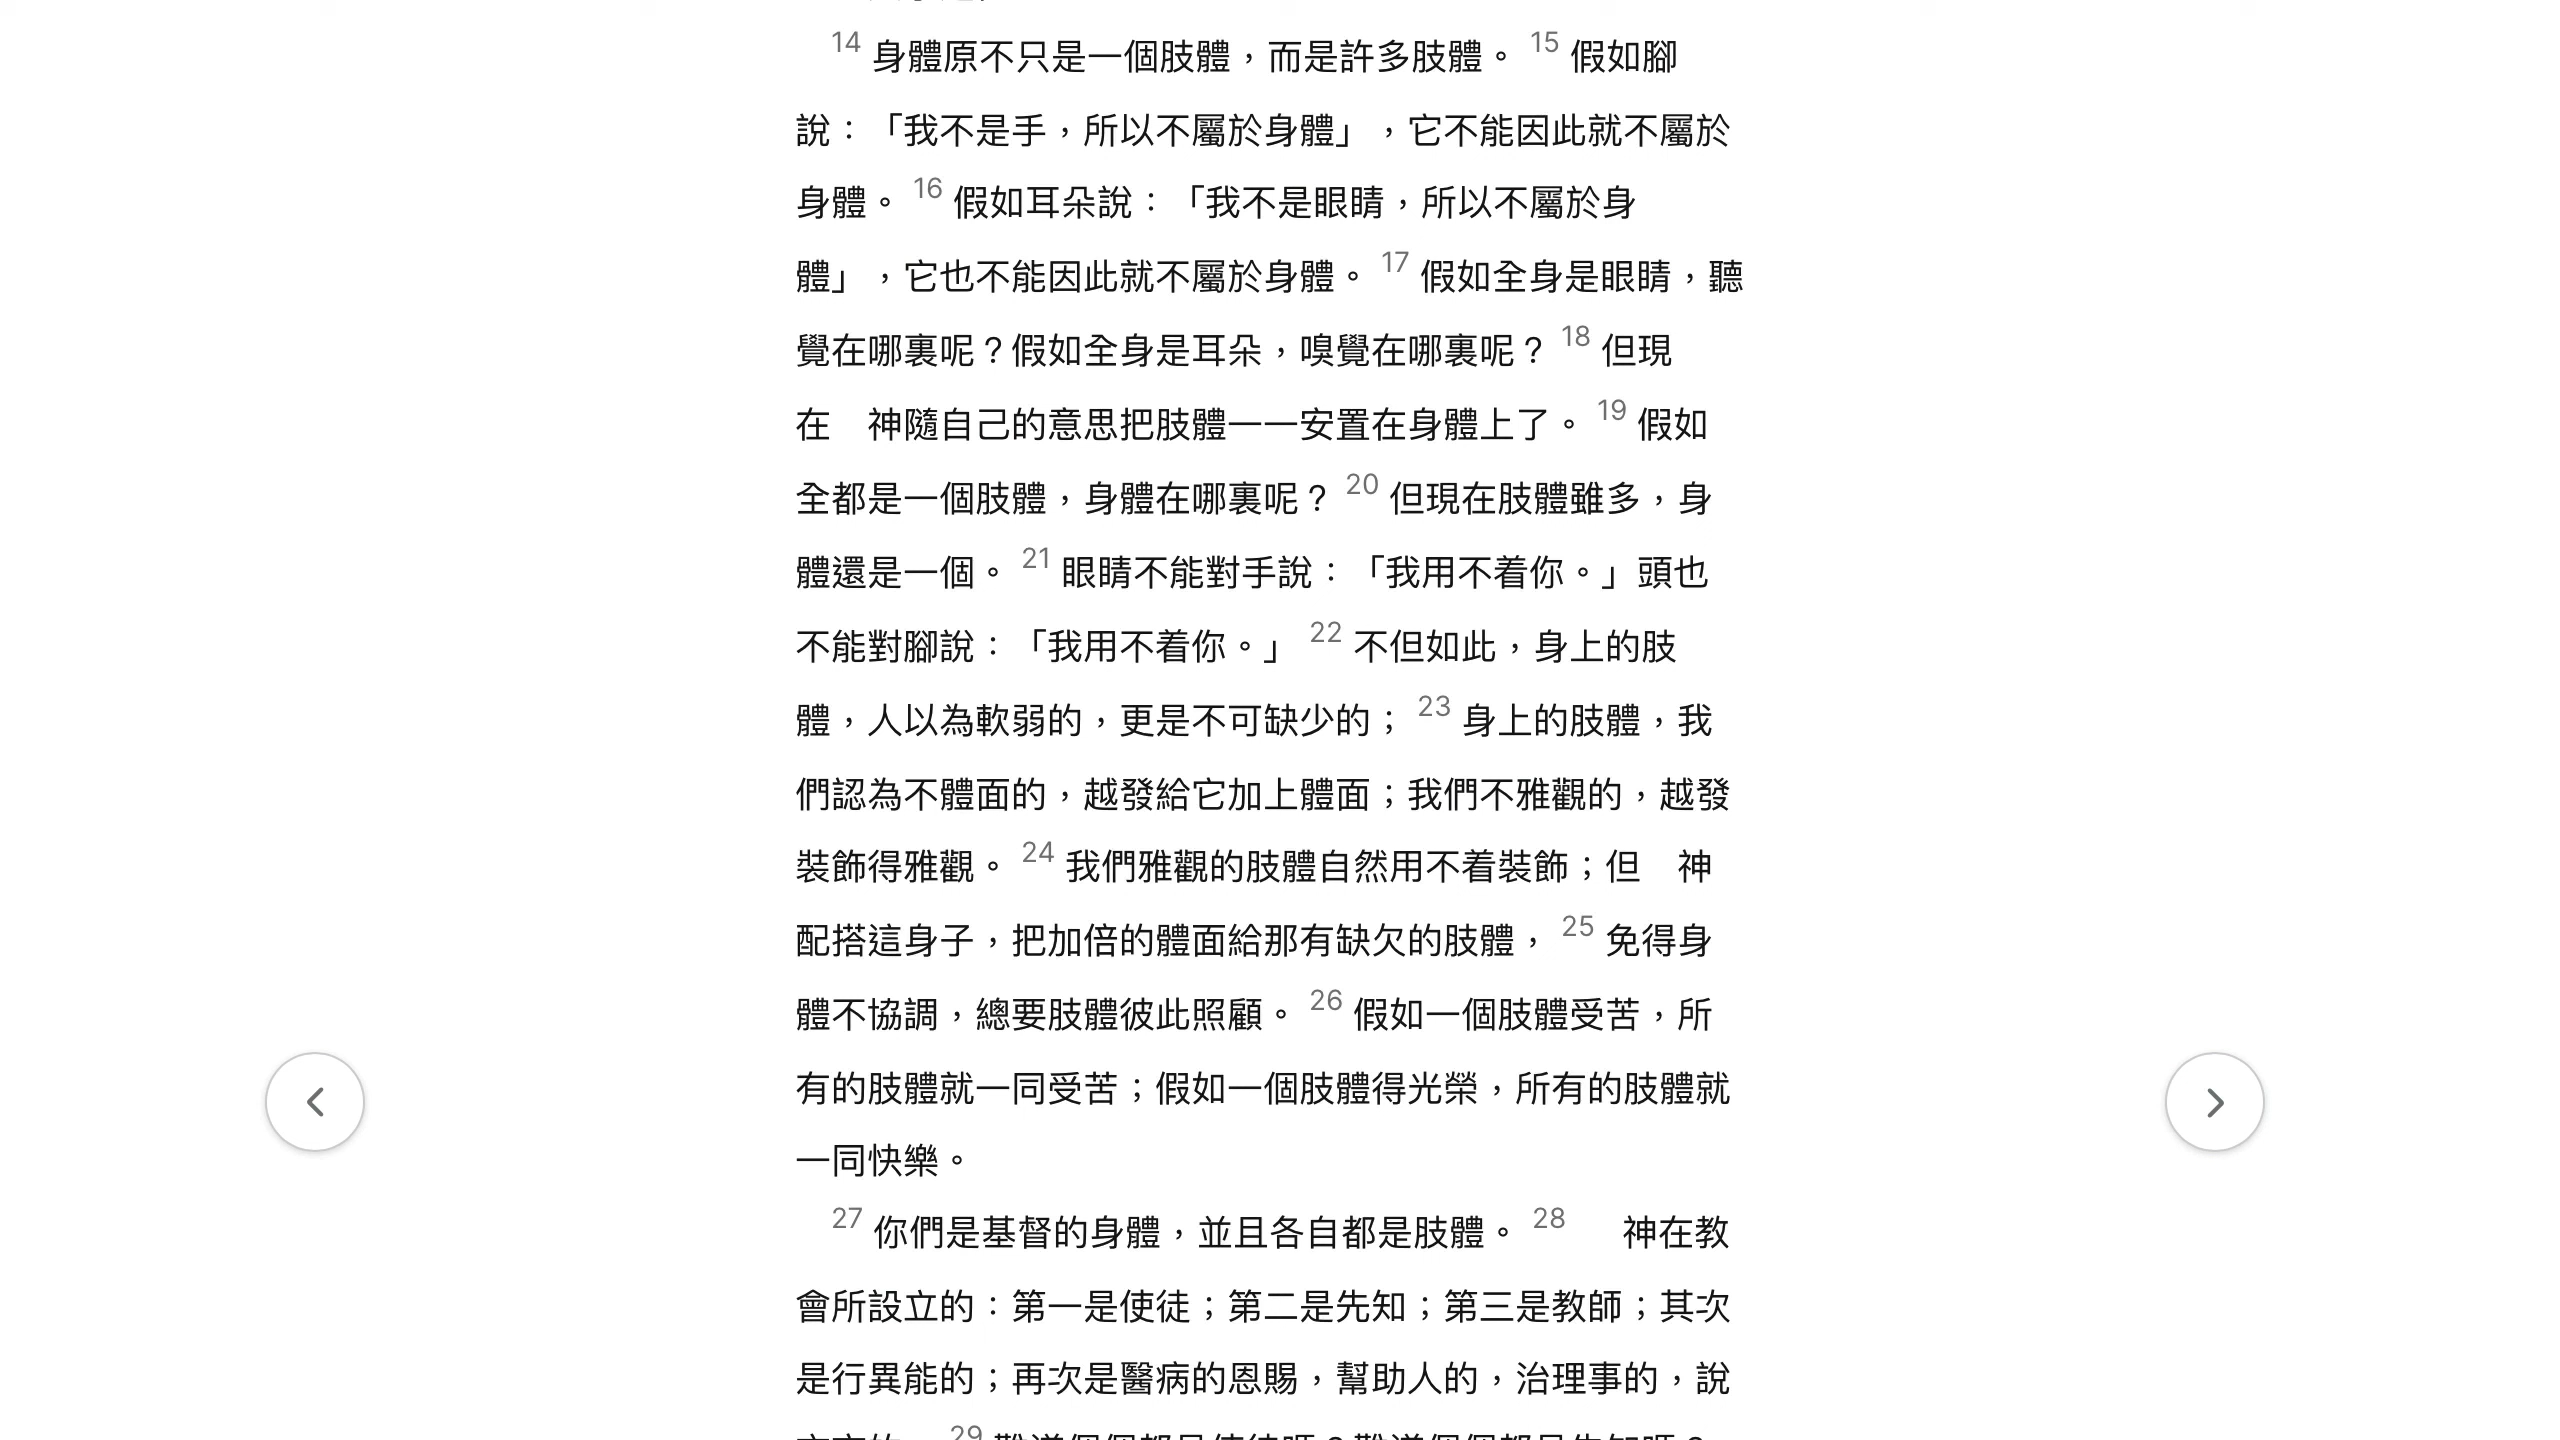 14 身體原不只是一個肢體，而是許多肢體。 15 假如腳
說：「我不是手，所以不屬於身體」，它不能因此就不屬於
身體。 16 假如耳朵說：「我不是眼睛，所以不屬於身
體」，它也不能因此就不屬於身體。 17 假如全身是眼睛，聽
覺在哪裏呢？假如全身是耳朵，嗅覺在哪裏呢？ 18 但現
在　神隨自己的意思把肢體一一安置在身體上了。 19 假如
全都是一個肢體，身體在哪裏呢？ 20 但現在肢體雖多，身
體還是一個。 21 眼睛不能對手說：「我用不着你。」頭也
不能對腳說：「我用不着你。」 22 不但如此，身上的肢
體，人以為軟弱的，更是不可缺少的； 23 身上的肢體，我
們認為不體面的，越發給它加上體面；我們不雅觀的，越發
裝飾得雅觀。 24 我們雅觀的肢體自然用不着裝飾；但　神
配搭這身子，把加倍的體面給那有缺欠的肢體， 25 免得身
體不協調，總要肢體彼此照顧。 26 假如一個肢體受苦，所
有的肢體就一同受苦；假如一個肢體得光榮，所有的肢體就
一同快樂。
27 你們是基督的身體，並且各自都是肢體。 28 　神在教
會所設立的：第一是使徒；第二是先知；第三是教師；其次
是行異能的；再次是醫病的恩賜，幫助人的，治理事的，說
29 難道個個都是使徒嗎？難道個個都是先知嗎？